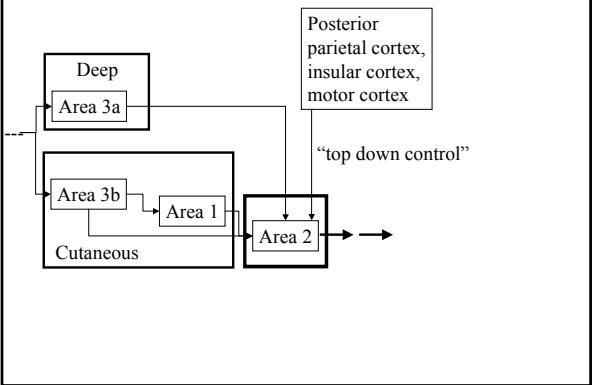 Posterior
parietal cortex,
insular cortex,
motor cortex
Deep
Area 3a
“top down control”
Area 3b
Area 1
Area 2
Cutaneous